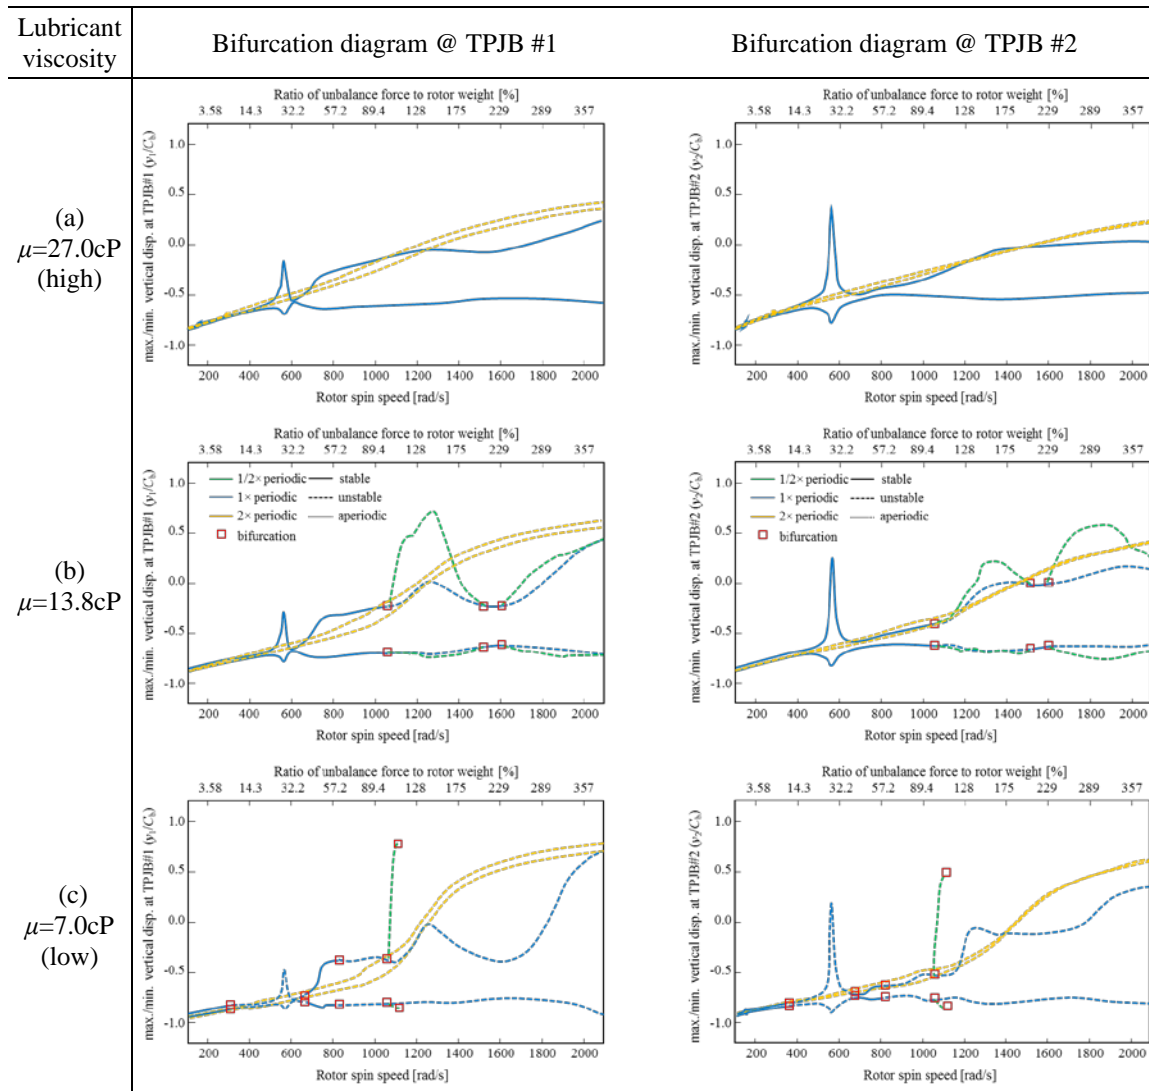 Lubricant
viscosity
Bifurcation diagram @ TPJB #1
Bifurcation diagram @ TPJB #2
(a)
μ=27.0cP
(high)
Ratio of unbalance force to rotor weight [%]
3.58 14.3 32.2 57.2 89.4 128 175 229 289 357
max./min. vertical disp. at TPJB#1 (y₁/Cb)
1.0
0.5
0.0
-0.5
-1.0
200 400 600 800 1000 1200 1400 1600 1800 2000
Rotor spin speed [rad/s]
Ratio of unbalance force to rotor weight [%]
3.58 14.3 32.2 57.2 89.4 128 175 229 289 357
max./min. vertical disp. at TPJB#2 (y₂/Cb)
1.0
0.5
0.0
-0.5
-1.0
200 400 600 800 1000 1200 1400 1600 1800 2000
Rotor spin speed [rad/s]
(b)
μ=13.8cP
Ratio of unbalance force to rotor weight [%]
3.58 14.3 32.2 57.2 89.4 128 175 229 289 357
max./min. vertical disp. at TPJB#1 (y₁/Cb)
1.0
0.5
0.0
-0.5
-1.0
1/2× periodic stable
1× periodic unstable
2× periodic aperiodic
bifurcation
200 400 600 800 1000 1200 1400 1600 1800 2000
Rotor spin speed [rad/s]
Ratio of unbalance force to rotor weight [%]
3.58 14.3 32.2 57.2 89.4 128 175 229 289 357
max./min. vertical disp. at TPJB#2 (y₂/Cb)
1.0
0.5
0.0
-0.5
-1.0
1/2× periodic stable
1× periodic unstable
2× periodic aperiodic
bifurcation
200 400 600 800 1000 1200 1400 1600 1800 2000
Rotor spin speed [rad/s]
(c)
μ=7.0cP
(low)
Ratio of unbalance force to rotor weight [%]
3.58 14.3 32.2 57.2 89.4 128 175 229 289 357
max./min. vertical disp. at TPJB#1 (y₁/Cb)
1.0
0.5
0.0
-0.5
-1.0
200 400 600 800 1000 1200 1400 1600 1800 2000
Rotor spin speed [rad/s]
Ratio of unbalance force to rotor weight [%]
3.58 14.3 32.2 57.2 89.4 128 175 229 289 357
max./min. vertical disp. at TPJB#2 (y₂/Cb)
1.0
0.5
0.0
-0.5
-1.0
200 400 600 800 1000 1200 1400 1600 1800 2000
Rotor spin speed [rad/s]